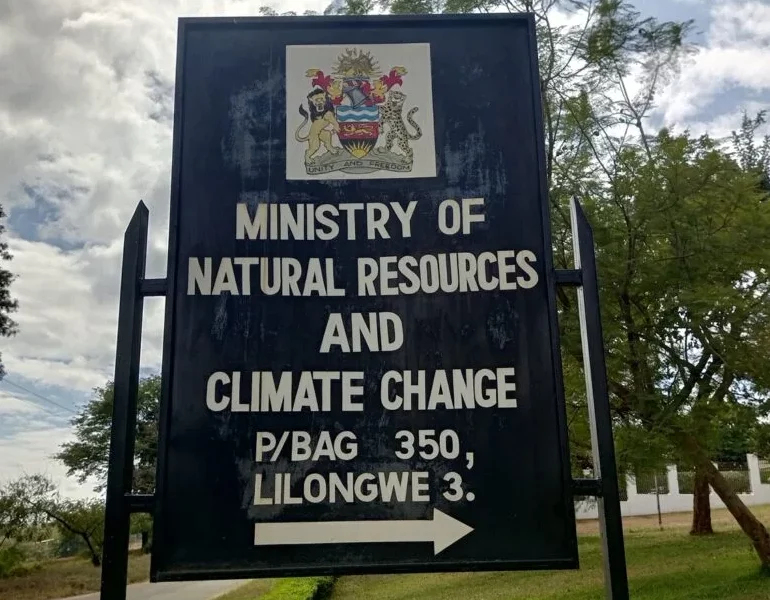 UNITY AND FREEDOM
MINISTRY OF
NATURAL RESOURCES
AND
CLIMATE CHANGE
P/BAG 350,
LILONGWE 3.